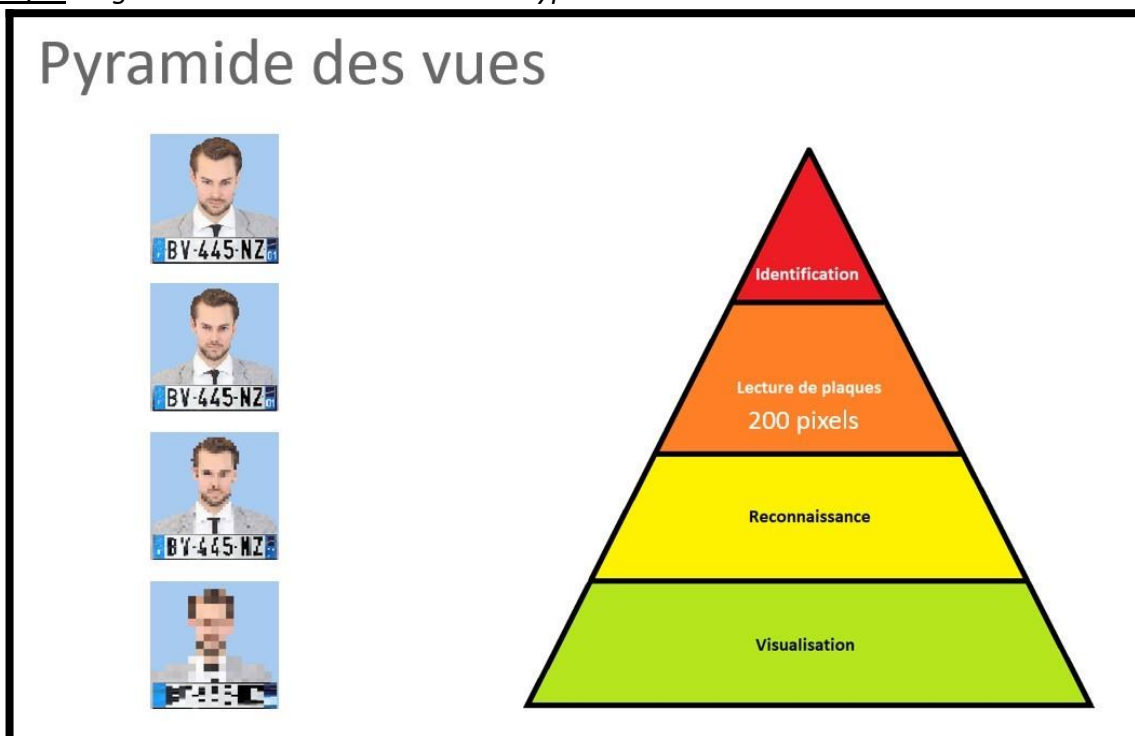 Pyramide des vues
BV-445-NZ
01
BV-445-NZ
01
BV-445-NZ
Identification
Lecture de plaques
200 pixels
Reconnaissance
Visualisation